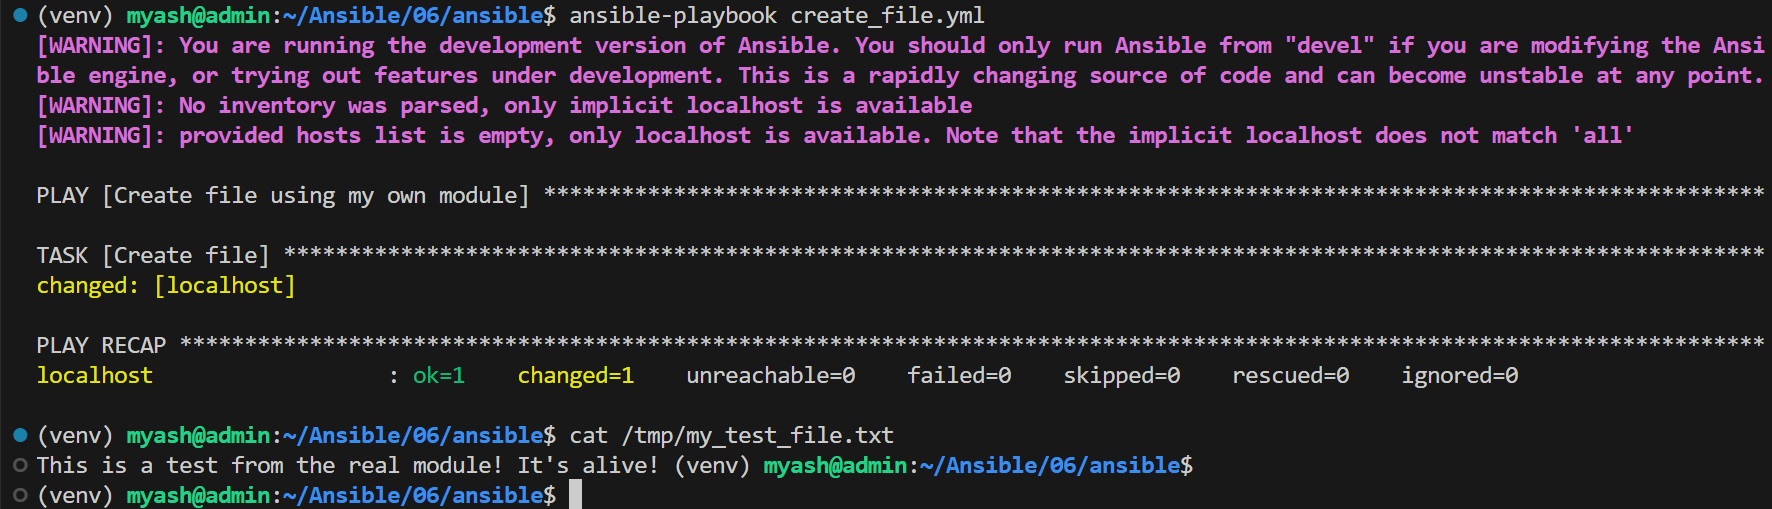 (venv) myash@admin:~/Ansible/06/ansible$ ansible-playbook create_file.yml
[WARNING]: You are running the development version of Ansible. You should only run Ansible from "devel" if you are modifying the Ansi
ble engine, or trying out features under development. This is a rapidly changing source of code and can become unstable at any point.
[WARNING]: No inventory was parsed, only implicit localhost is available
[WARNING]: provided hosts list is empty, only localhost is available. Note that the implicit localhost does not match 'all'
PLAY [Create file using my own module] **********************************************************************************************
TASK [Create file] ******************************************************************************************************************
changed: [localhost]
PLAY RECAP **************************************************************************************************************************
localhost                  : ok=1    changed=1    unreachable=0    failed=0    skipped=0    rescued=0    ignored=0
(venv) myash@admin:~/Ansible/06/ansible$ cat /tmp/my_test_file.txt
This is a test from the real module! It's alive! (venv) myash@admin:~/Ansible/06/ansible$
(venv) myash@admin:~/Ansible/06/ansible$